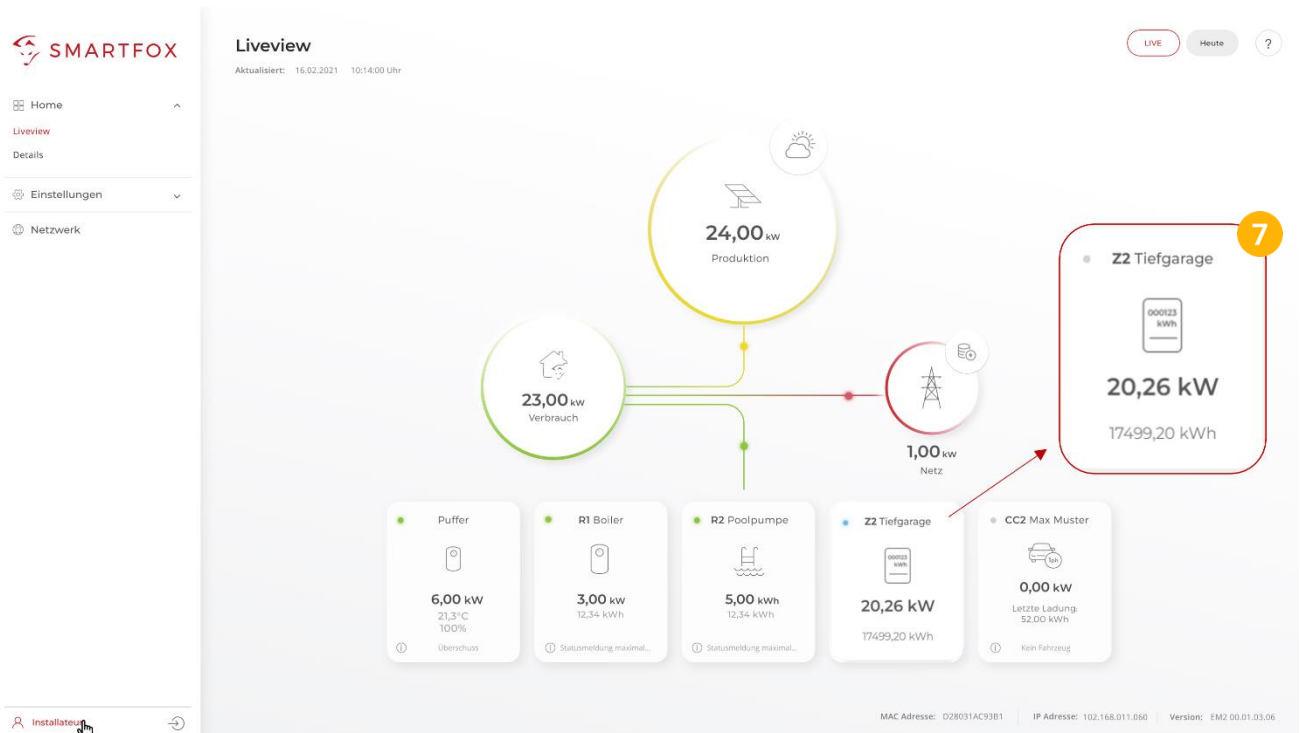 SMARTFOX
Home
Liveview
Details
Einstellungen
Netzwerk
Installateur
Liveview
Aktualisiert: 16.02.2021 10:14:00 Uhr
LIVE
Heute
?
24,00 kW
Produktion
23,00 kW
Verbrauch
1,00 kW
Netz
7
Z2 Tiefgarage
000123
kWh
20,26 kW
17499,20 kWh
Puffer
6,00 kW
21,3°C
100%
Überschuss
R1 Boiler
3,00 kW
12,34 kWh
Statusmeldung maximal...
R2 Poolpumpe
5,00 kWh
12,34 kWh
Statusmeldung maximal...
Z2 Tiefgarage
000123
kWh
20,26 kW
17499,20 kWh
CC2 Max Muster
1ph
0,00 kW
Letzte Ladung:
52,00 kWh
Kein Fahrzeug
MAC Adresse: D28031AC93B1 IP Adresse: 102.168.011.060 Version: EM2 00.01.03.06